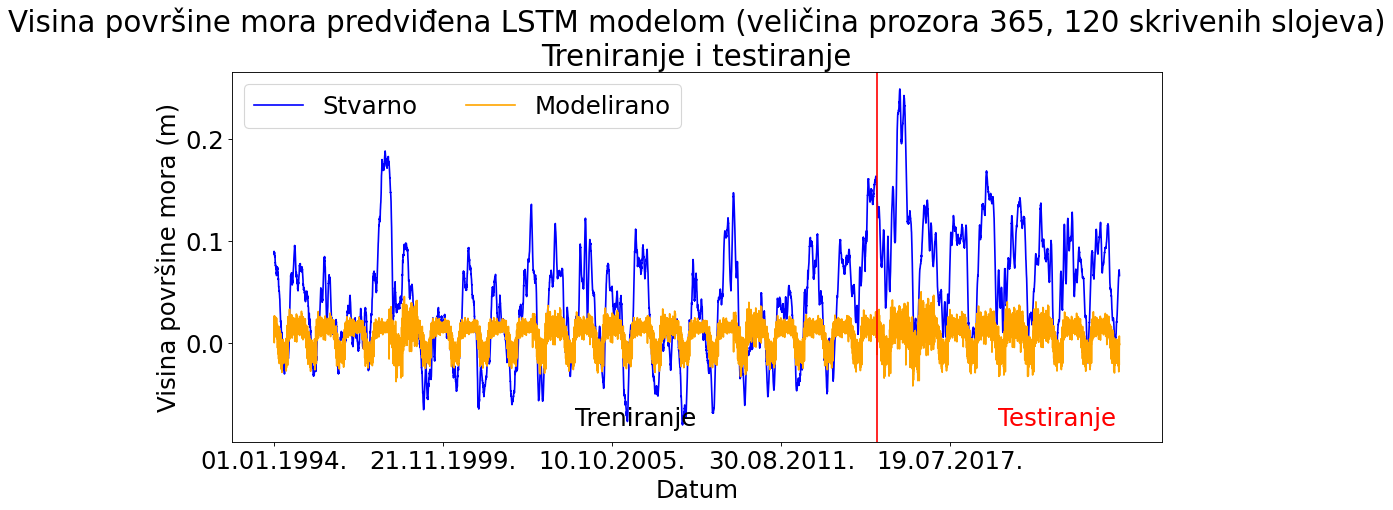 Visina površine mora predviđena LSTM modelom (veličina prozora 365, 120 skrivenih slojeva)
Treniranje i testiranje
Stvarno
Modelirano
Visina površine mora (m)
0.2
0.1
0.0
Treniranje
Testiranje
01.01.1994.
21.11.1999.
10.10.2005.
30.08.2011.
19.07.2017.
Datum